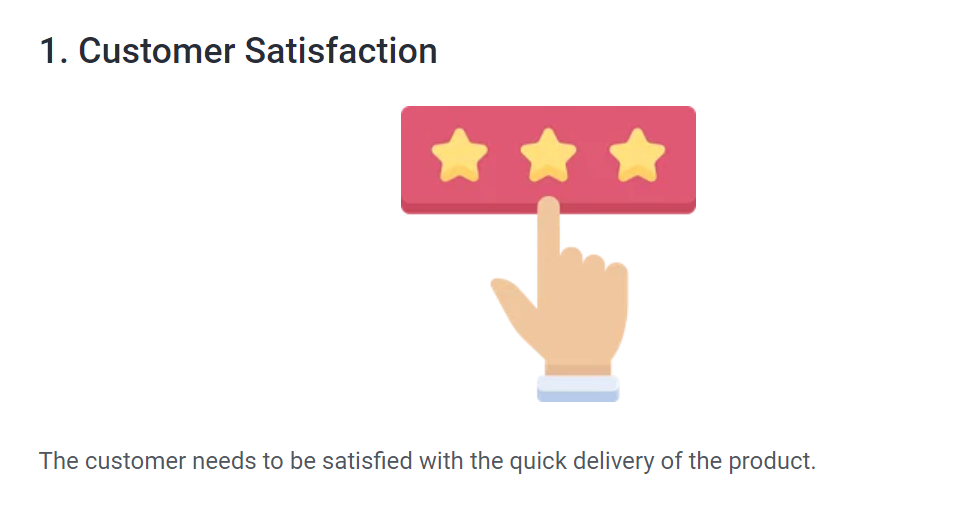 1. Customer Satisfaction
The customer needs to be satisfied with the quick delivery of the product.